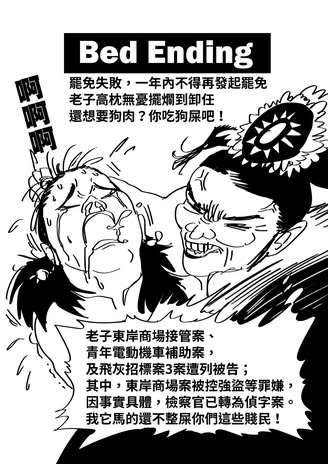 Bed Ending
罷免失敗，一年內不得再發起罷免
老子高枕無憂擺爛到卸任
還想要狗肉？你吃狗屎吧！
啊啊啊
老子東岸商場接管案、
青年電動機車補助案，
及飛灰招標案3案遭列被告；
其中，東岸商場案被控強盜等罪嫌，
因事實具體，檢察官已轉為偵字案。
我它馬的還不整屎你們這些賤民！